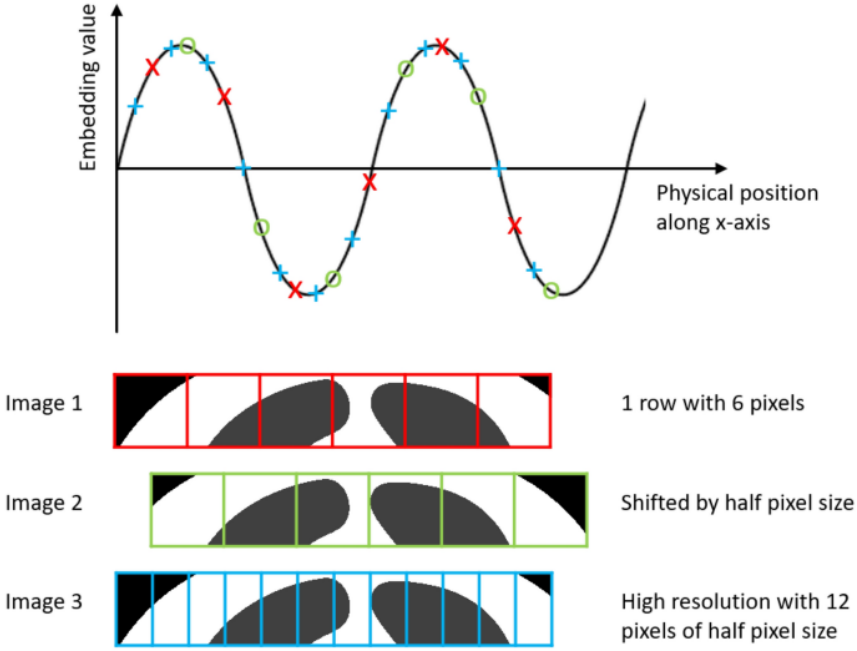 Embedding value
Physical position
along x-axis
Image 1
1 row with 6 pixels
Image 2
Shifted by half pixel size
Image 3
High resolution with 12
pixels of half pixel size